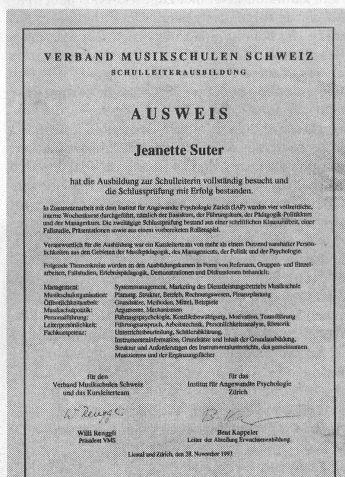 VERBAND MUSIKSCHULEN SCHWEIZ
SCHULLEITERAUSBILDUNG
AUSWEIS
Jeanette Suter
hat die Ausbildung zur Schulleiterin vollständig besucht und
die Schlussprüfung mit Erfolg bestanden.
In Zusammenarbeit mit dem Institut für Angewandte Psychologie Zürich (IAP) wurden vier vollzeitliche,
interne Wochenkurse durchgeführt, nämlich der Basiskurs, der Führungskurs, der Pädagogik-Politikkurs
und der Managerkurs. Die zweitägige Schlussprüfung bestand aus einer schriftlichen Klausurarbeit, einer
Fallstudie, Präsentationen sowie aus einem vorbereiteten Rollenspiel.
Verantwortlich für die Ausbildung war ein Kursleiterteam von mehr als einem Dutzend namhafter Persön-
lichkeiten aus den Gebieten der Musikpädagogik, des Managements, der Politik und der Psychologie.
Folgende Themenkreise wurden an den Ausbildungskursen in Form von Referaten, Gruppen- und Einzel-
arbeiten, Fallstudien, Erlebnispädagogik, Demonstrationen und Diskussionen behandelt:
Management: Systemmanagement, Marketing des Dienstleistungsbetriebs Musikschule
Musikschulorganisation: Planung, Struktur, Betrieb, Rechnungswesen, Finanzplanung
Öffentlichkeitsarbeit: Grundsätze, Methoden, Mittel, Beispiele
Musikschulpolitik: Argumente, Mechanismen
Personalführung: Führungspsychologie, Konfliktbewältigung, Motivation, Teamführung
Leiterpersönlichkeit: Führungsanspruch, Arbeitstechnik, Persönlichkeitsanalyse, Rhetorik
Fachkompetenz: Unterrichtsbeurteilung, Schülerabklärung,
Instrumenteninformation, Grundsätze und Inhalt der Grundausbildung,
Struktur und Anforderungen des Instrumentalunterrichts, des gemeinsamen
Musizierens und der Ergänzungsfächer
für den
Verband Musikschulen Schweiz
und das Kursleiterteam
für das
Institut für Angewandte Psychologie
Zürich
W. Renggli
Willi Renggli
Präsident VMS
Beat Kappeler
Leiter der Abteilung Erwachsenenbildung
Liestal und Zürich, den 28. November 1993